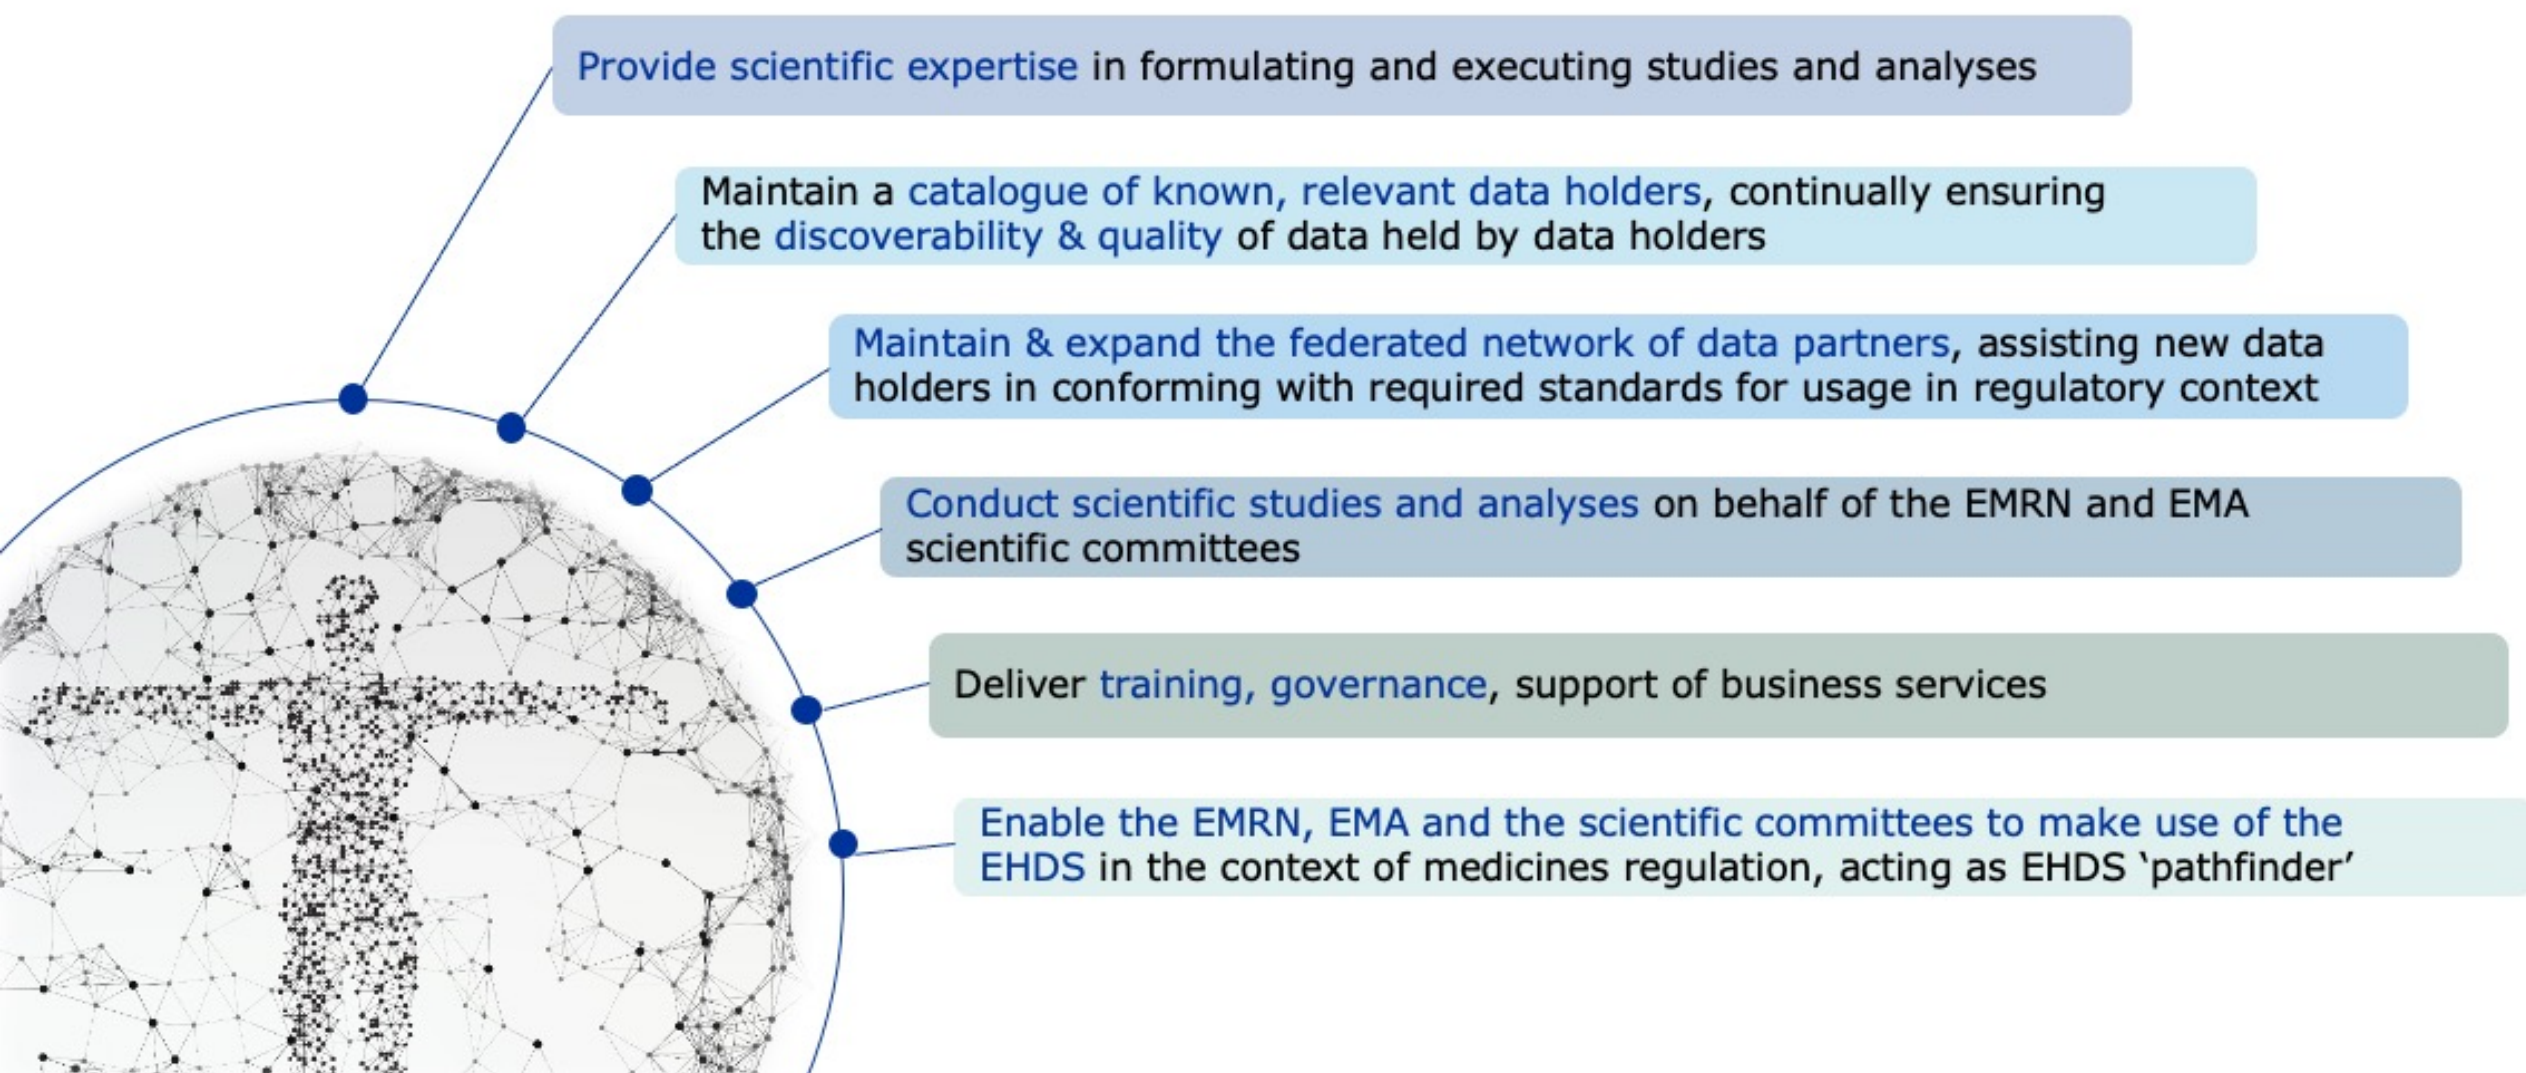 Provide scientific expertise in formulating and executing studies and analyses
Maintain a catalogue of known, relevant data holders, continually ensuring
the discoverability & quality of data held by data holders
Maintain & expand the federated network of data partners, assisting new data
holders in conforming with required standards for usage in regulatory context
Conduct scientific studies and analyses on behalf of the EMRN and EMA
scientific committees
Deliver training, governance, support of business services
Enable the EMRN, EMA and the scientific committees to make use of the
EHDS in the context of medicines regulation, acting as EHDS ‘pathfinder’